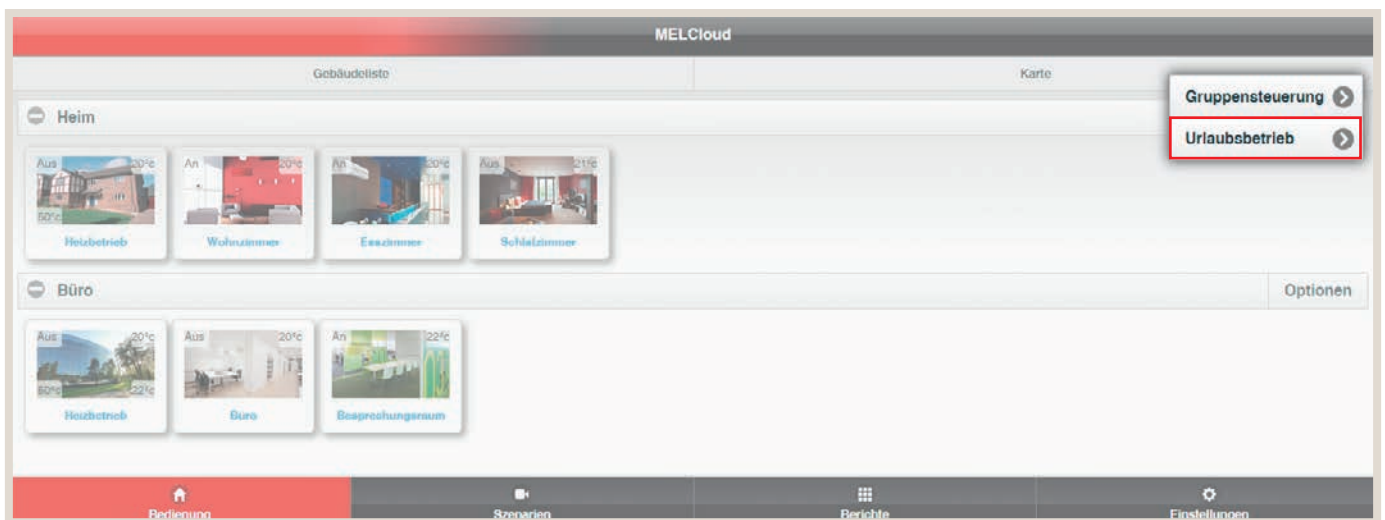 MELCloud
Gebäudeliste Karte
Gruppensteuerung
Urlaubsbetrieb
Heim
Aus 20°c An 20°c An 20°c Aus 21°c
50°c
Heizbetrieb Wohnzimmer Esszimmer Schlafzimmer
Büro Optionen
Aus 20°c Aus 20°c An 22°c
50°c 22°c
Heizbetrieb Büro Besprechungsraum
Bedienung Szenarien Berichte Einstellungen